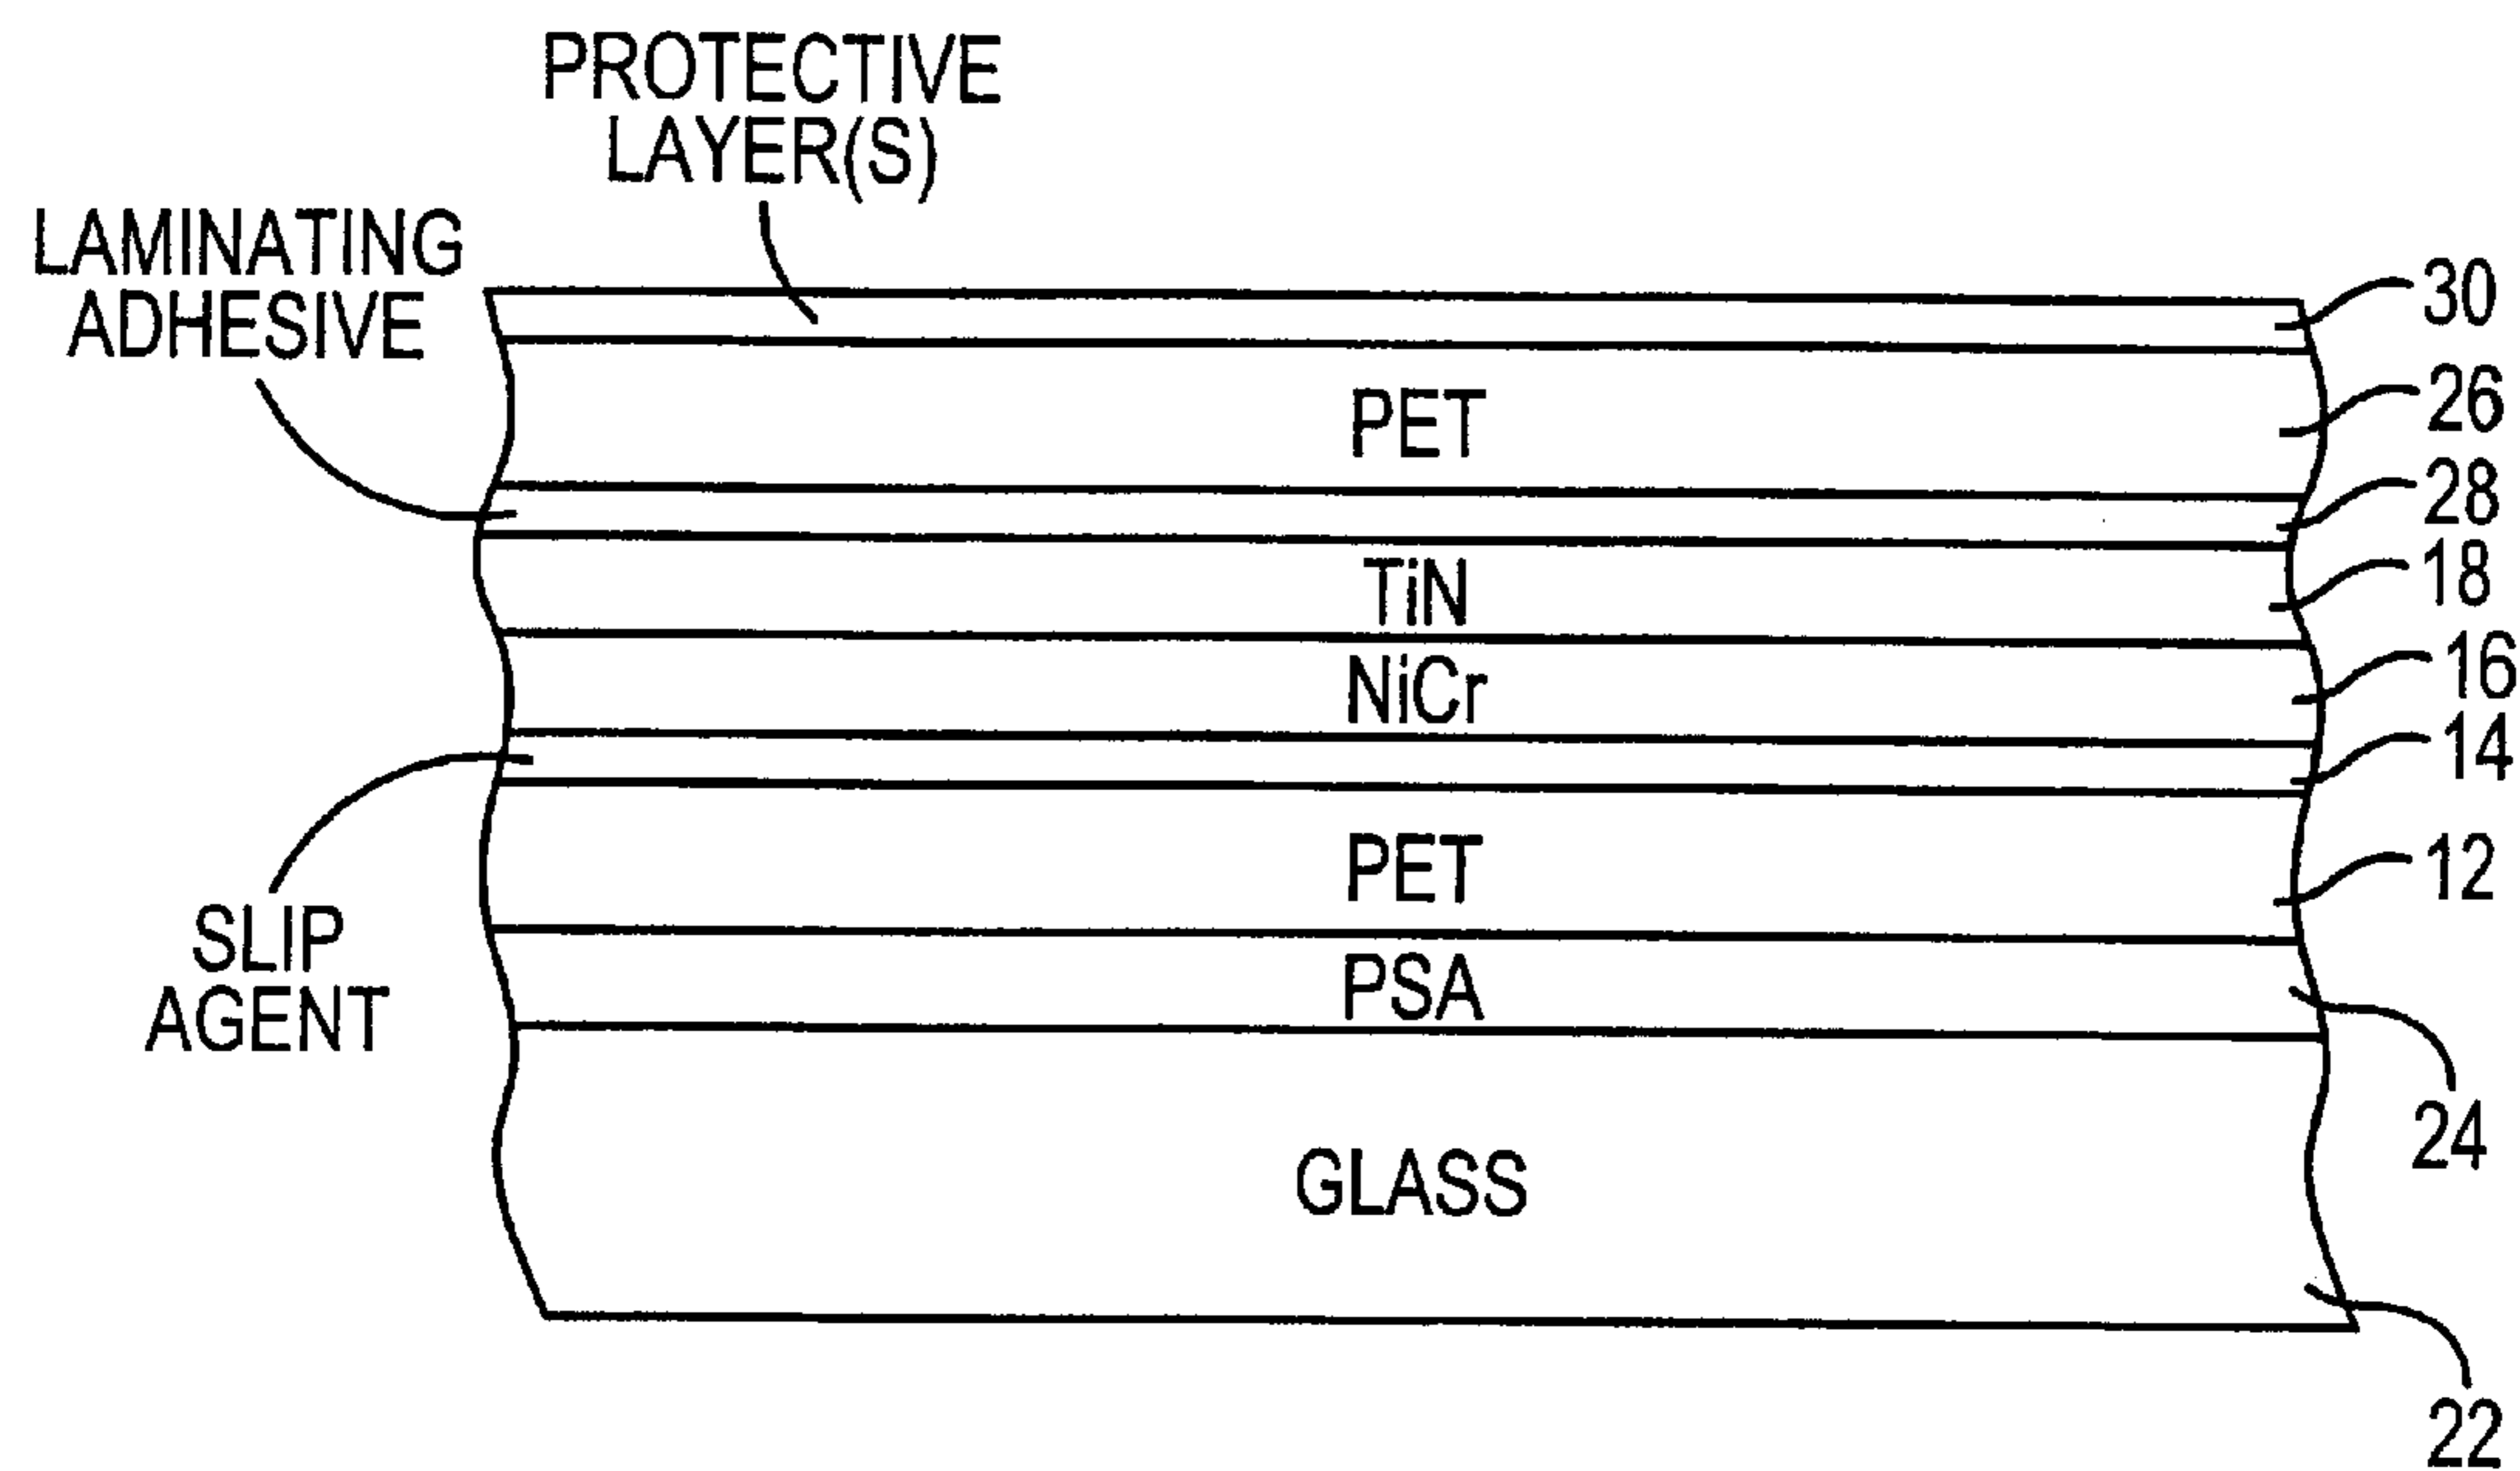 PROTECTIVE
LAYER(S)
LAMINATING
ADHESIVE
30
PET
26
28
TiN
18
NiCr
16
14
SLIP
AGENT
PET
12
PSA
24
GLASS
22